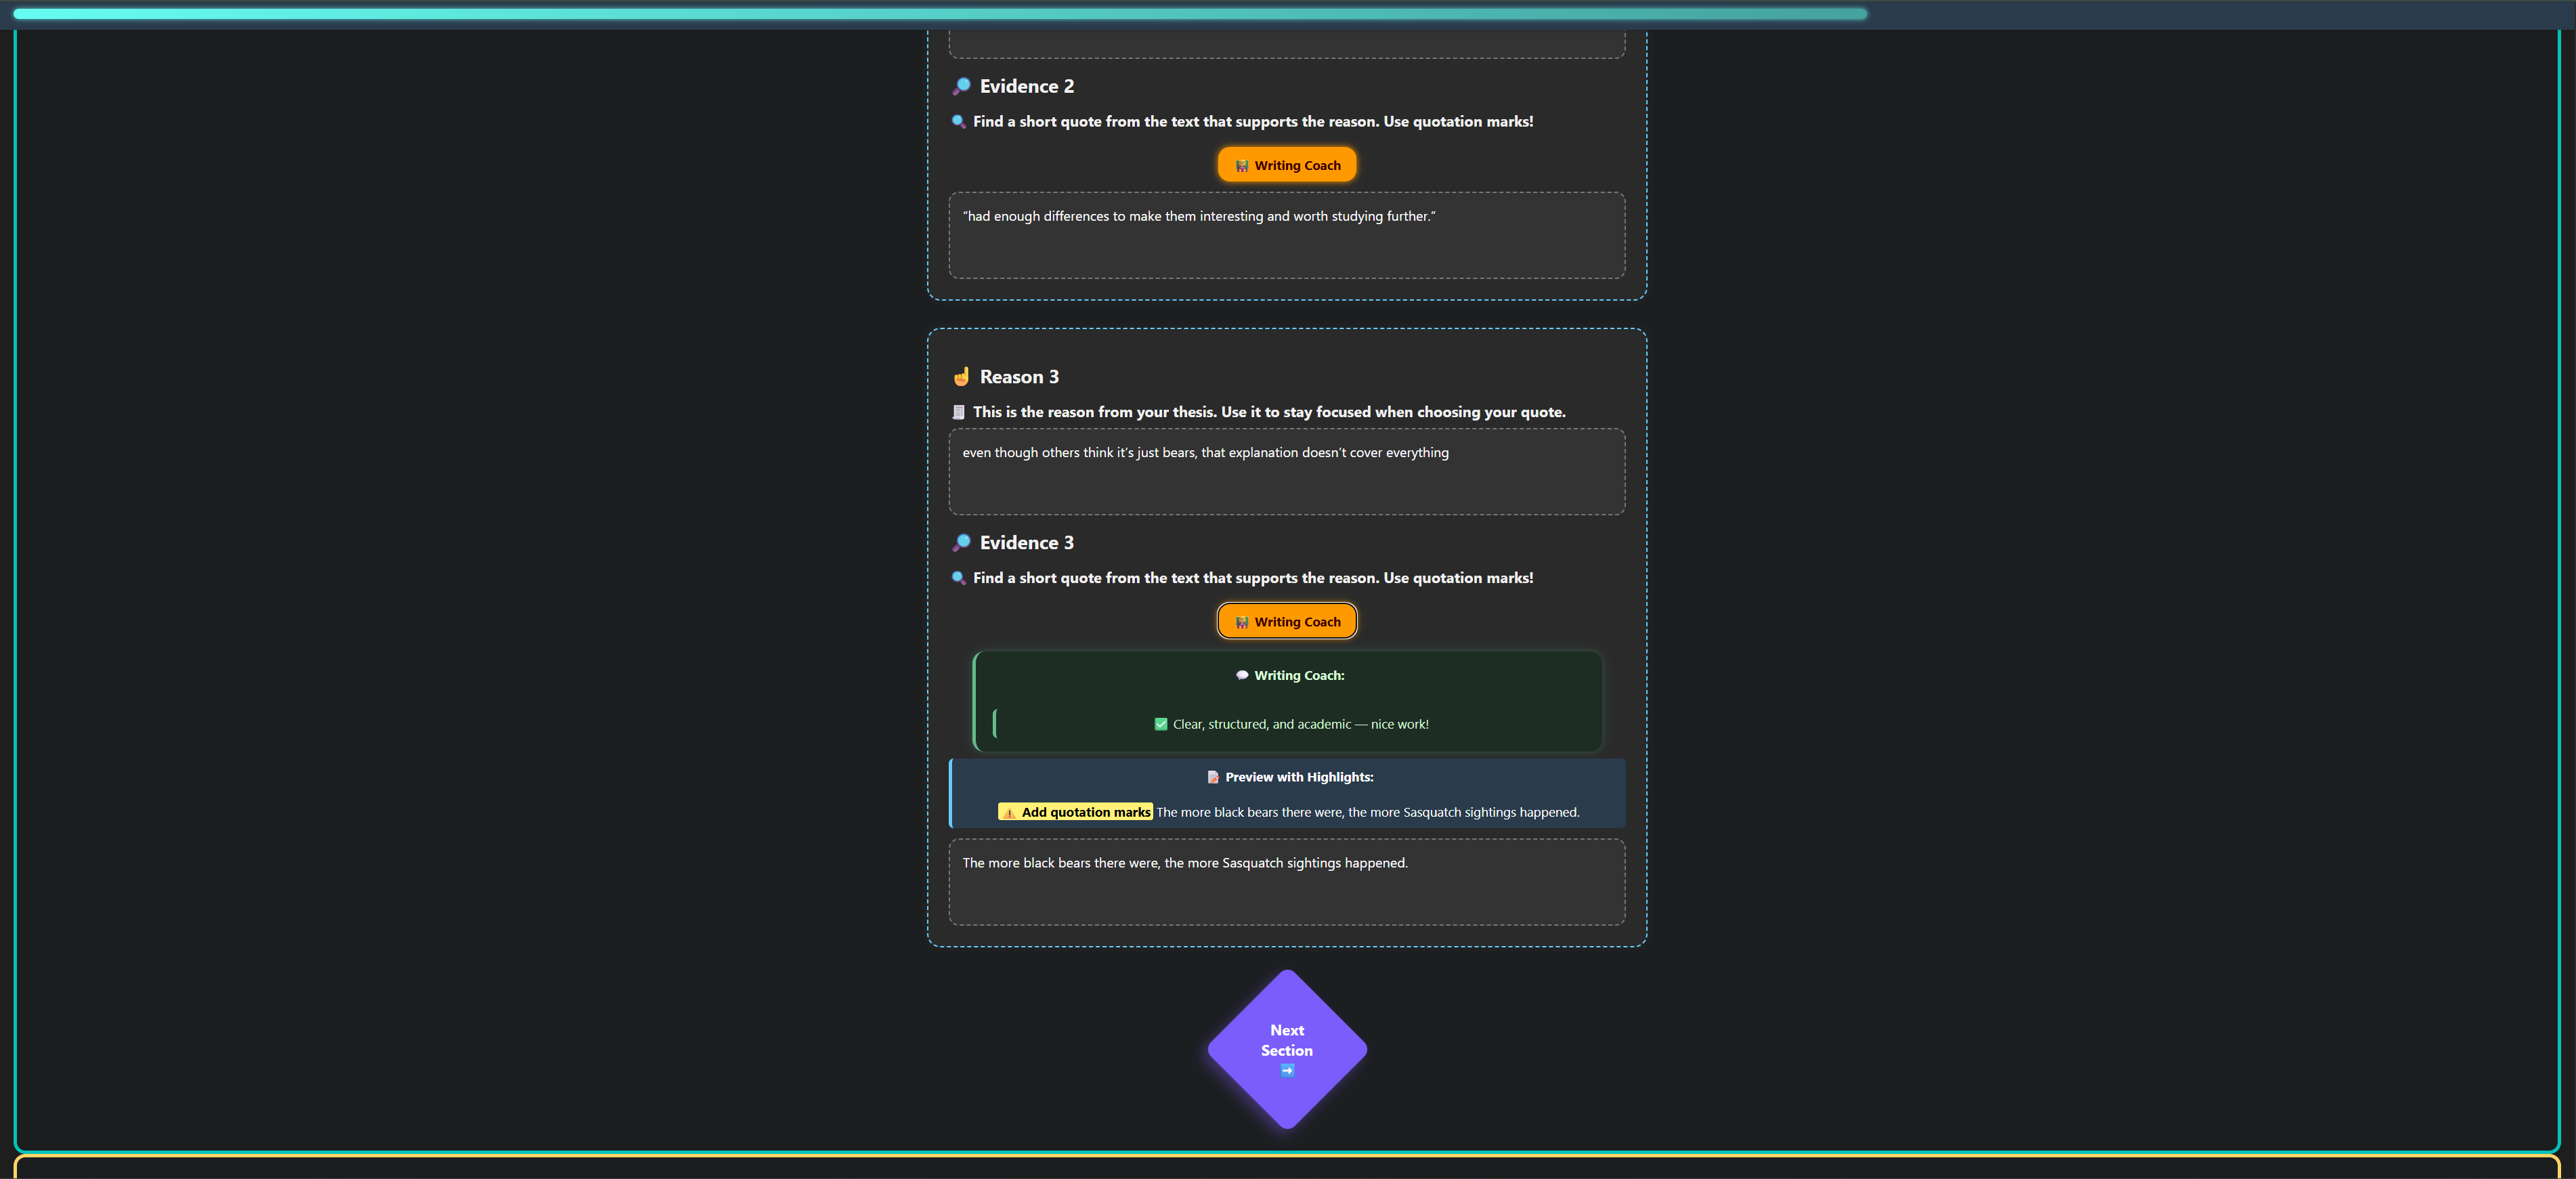 Evidence 2
Find a short quote from the text that supports the reason. Use quotation marks!
Writing Coach
“had enough differences to make them interesting and worth studying further.”
Reason 3
This is the reason from your thesis. Use it to stay focused when choosing your quote.
even though others think it’s just bears, that explanation doesn’t cover everything
Evidence 3
Find a short quote from the text that supports the reason. Use quotation marks!
Writing Coach
Writing Coach:
Clear, structured, and academic — nice work!
Preview with Highlights:
Add quotation marks The more black bears there were, the more Sasquatch sightings happened.
The more black bears there were, the more Sasquatch sightings happened.
Next
Section